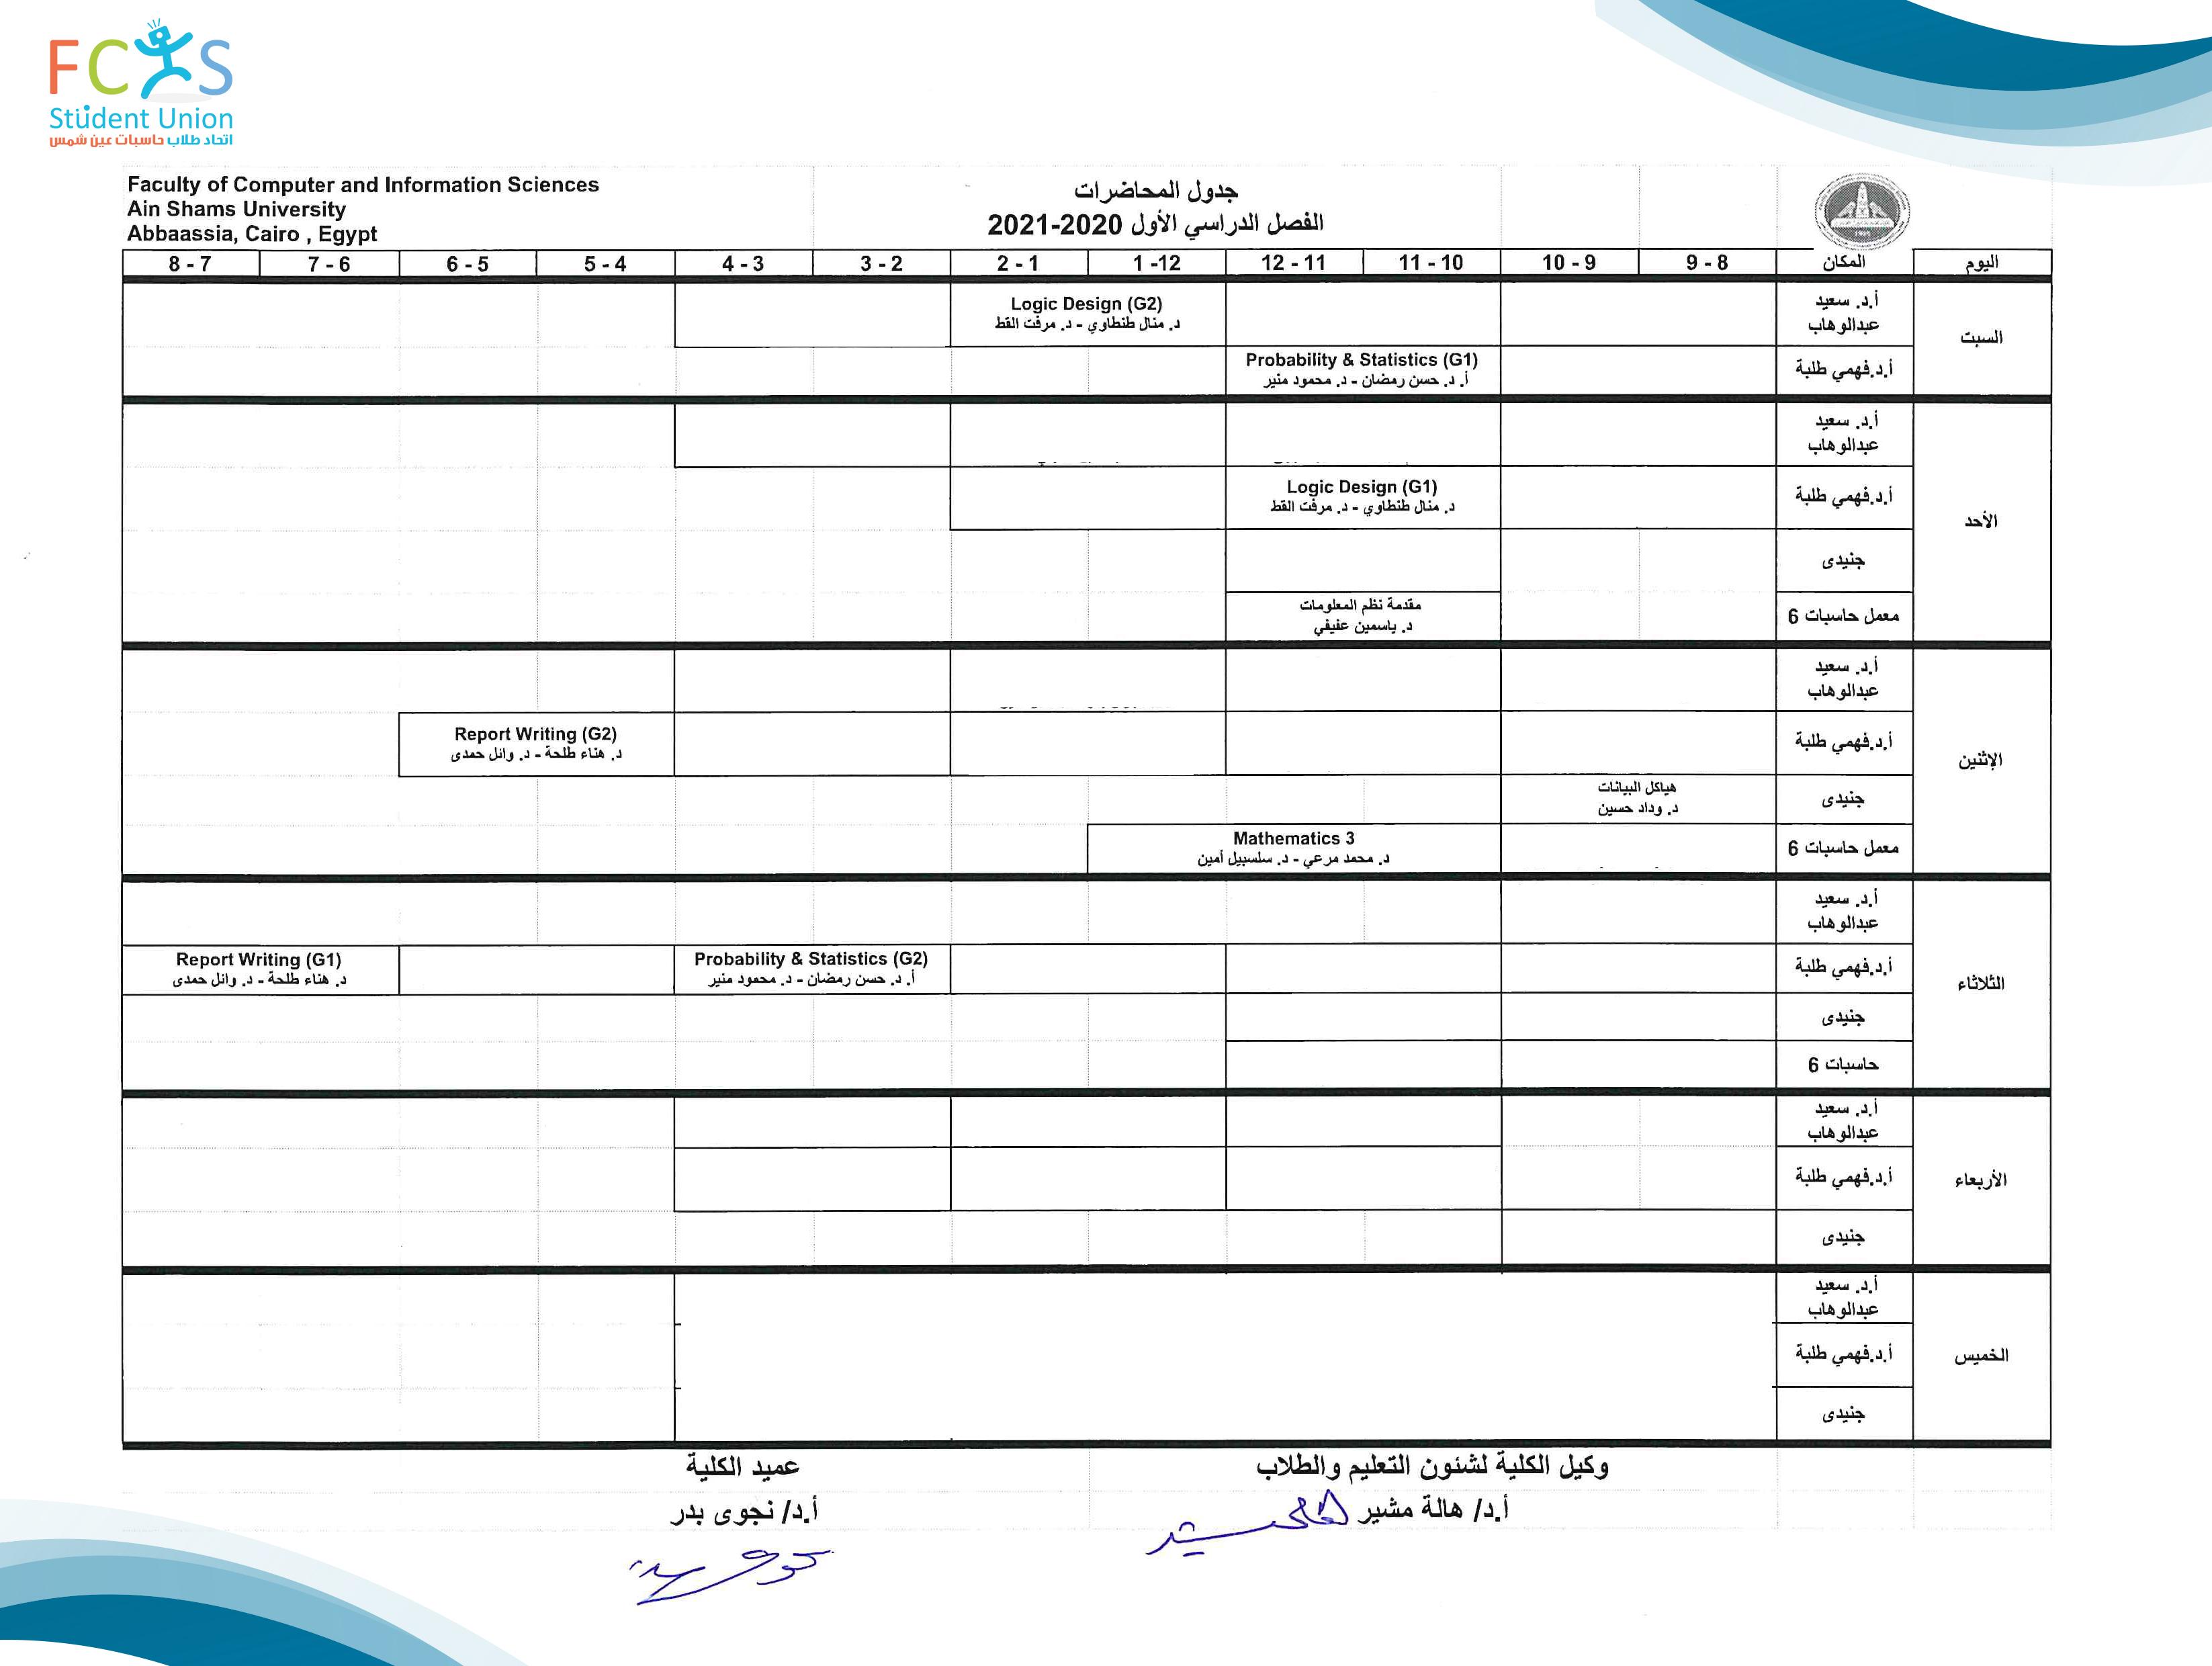 FCIS
Student Union
اتحاد طلاب حاسبات عين شمس
Faculty of Computer and Information Sciences
Ain Shams University
Abbaassia, Cairo , Egypt
جدول المحاضرات
الفصل الدراسي الأول 2020-2021
اليوم المكان 8 - 9 9 - 10 10 - 11 11 - 12 12- 1 1 - 2 2 - 3 3 - 4 4 - 5 5 - 6 6 - 7 7 - 8
السبت
أ.د. سعيد
عبدالوهاب
Logic Design (G2)
د. منال طنطاوي - د. مرفت القط
أ.د.فهمي طلبة
Probability & Statistics (G1)
أ. د. حسن رمضان - د. محمود منير
الأحد
أ.د. سعيد
عبدالوهاب
أ.د.فهمي طلبة
Logic Design (G1)
د. منال طنطاوي - د. مرفت القط
جنيدى
معمل حاسبات 6
مقدمة نظم المعلومات
د. ياسمين عفيفي
الإثنين
أ.د. سعيد
عبدالوهاب
أ.د.فهمي طلبة
Report Writing (G2)
د. هناء طلحة - د. وائل حمدى
جنيدى
هياكل البيانات
د. وداد حسين
معمل حاسبات 6
Mathematics 3
د. محمد مرعي - د. سلسبيل أمين
الثلاثاء
أ.د. سعيد
عبدالوهاب
أ.د.فهمي طلبة
Probability & Statistics (G2)
أ. د. حسن رمضان - د. محمود منير
Report Writing (G1)
د. هناء طلحة - د. وائل حمدى
جنيدى
حاسبات 6
الأربعاء
أ.د. سعيد
عبدالوهاب
أ.د.فهمي طلبة
جنيدى
الخميس
أ.د. سعيد
عبدالوهاب
أ.د.فهمي طلبة
جنيدى
وكيل الكلية لشئون التعليم والطلاب
أ.د/ هالة مشير
عميد الكلية
أ.د/ نجوى بدر